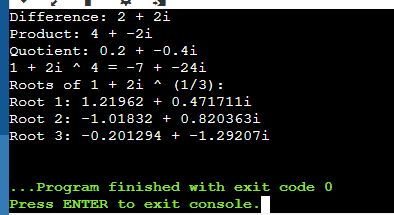 Difference: 2 + 2i
Product: 4 + -2i
Quotient: 0.2 + -0.4i
1 + 2i ^ 4 = -7 + -24i
Roots of 1 + 2i ^ (1/3):
Root 1: 1.21962 + 0.471711i
Root 2: -1.01832 + 0.820363i
Root 3: -0.201294 + -1.29207i
...Program finished with exit code 0
Press ENTER to exit console.